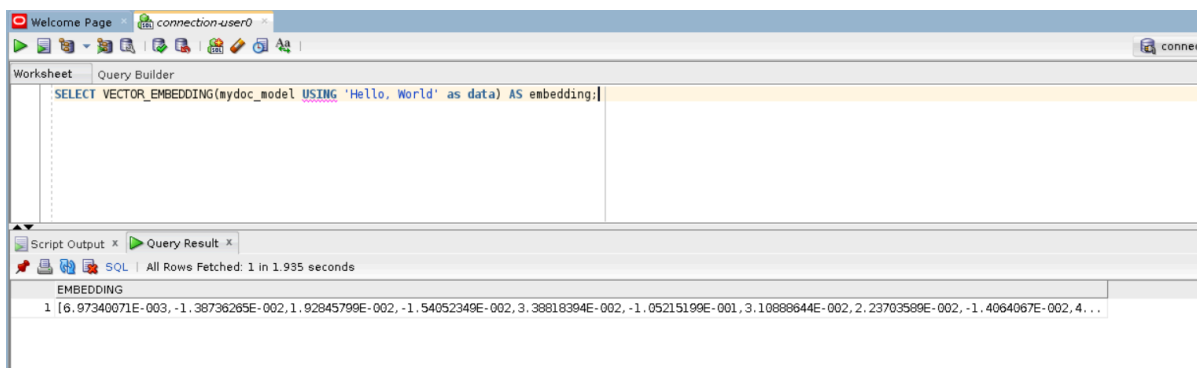 Welcome Page × connection-user0 ×
conne
Worksheet Query Builder
SELECT VECTOR_EMBEDDING(mydoc_model USING 'Hello, World' as data) AS embedding;
Script Output × Query Result ×
SQL | All Rows Fetched: 1 in 1.935 seconds
EMBEDDING
1 [6.97340071E-003,-1.38736265E-002,1.92845799E-002,-1.54052349E-002,3.38818394E-002,-1.05215199E-001,3.10888644E-002,2.23703589E-002,-1.4064067E-002,4...